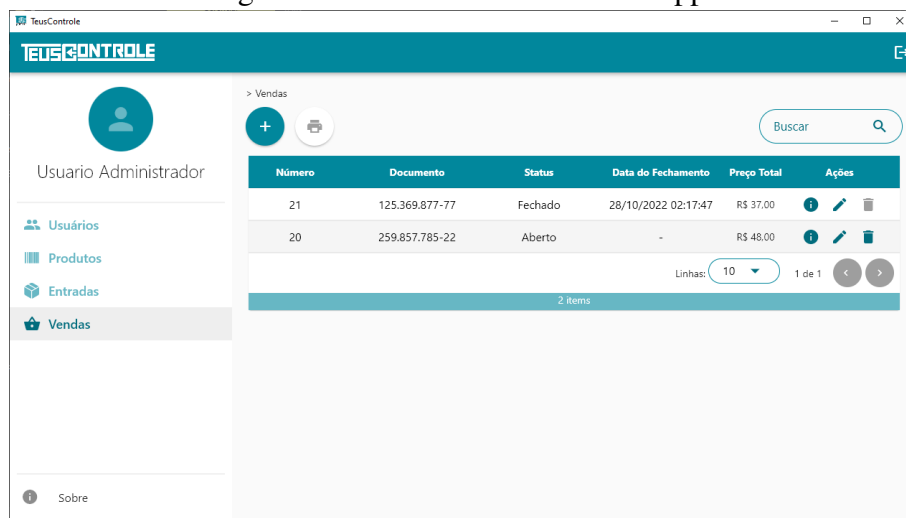 TeusControle
TEUSCONTROLE
> Vendas
Buscar
Usuario Administrador
Número Documento Status Data do Fechamento Preço Total Ações
21 125.369.877-77 Fechado 28/10/2022 02:17:47 R$ 37,00
20 259.857.785-22 Aberto - R$ 48,00
Linhas: 10 1 de 1
2 items
Usuários
Produtos
Entradas
Vendas
Sobre